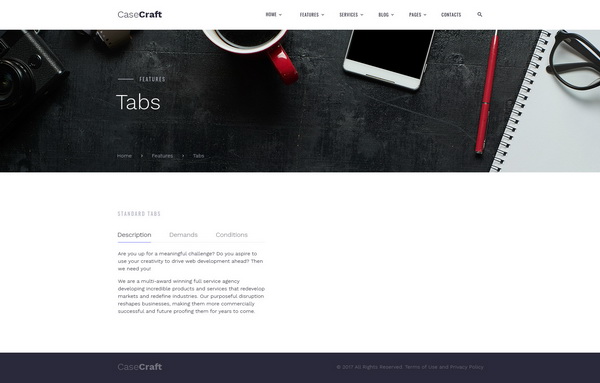 CaseCraft
HOME FEATURES SERVICES BLOG PAGES CONTACTS
FEATURES
Tabs
Home › Features › Tabs
STANDARD TABS
Description Demands Conditions
Are you up for a meaningful challenge? Do you aspire to
use your creativity to drive web development ahead? Then
we need you!
We are a multi-award winning full service agency
developing incredible products and services that redevelop
markets and redefine industries. Our purposeful disruption
reshapes businesses, making them more commercially
successful and future proofing them for years to come.
CaseCraft
© 2017 All Rights Reserved. Terms of Use and Privacy Policy